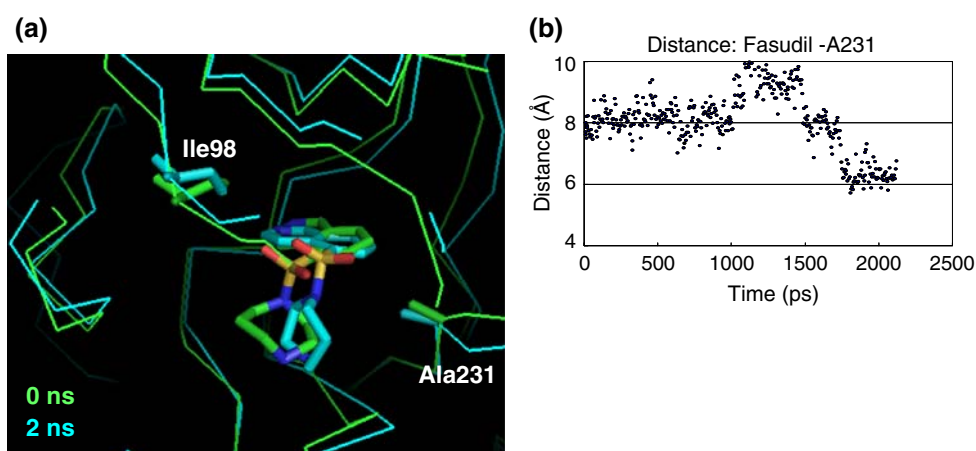 (a)
Ile98
Ala231
0 ns
2 ns
(b)
Distance: Fasudil -A231
Distance (Å)
10
8
6
4
0 500 1000 1500 2000 2500
Time (ps)